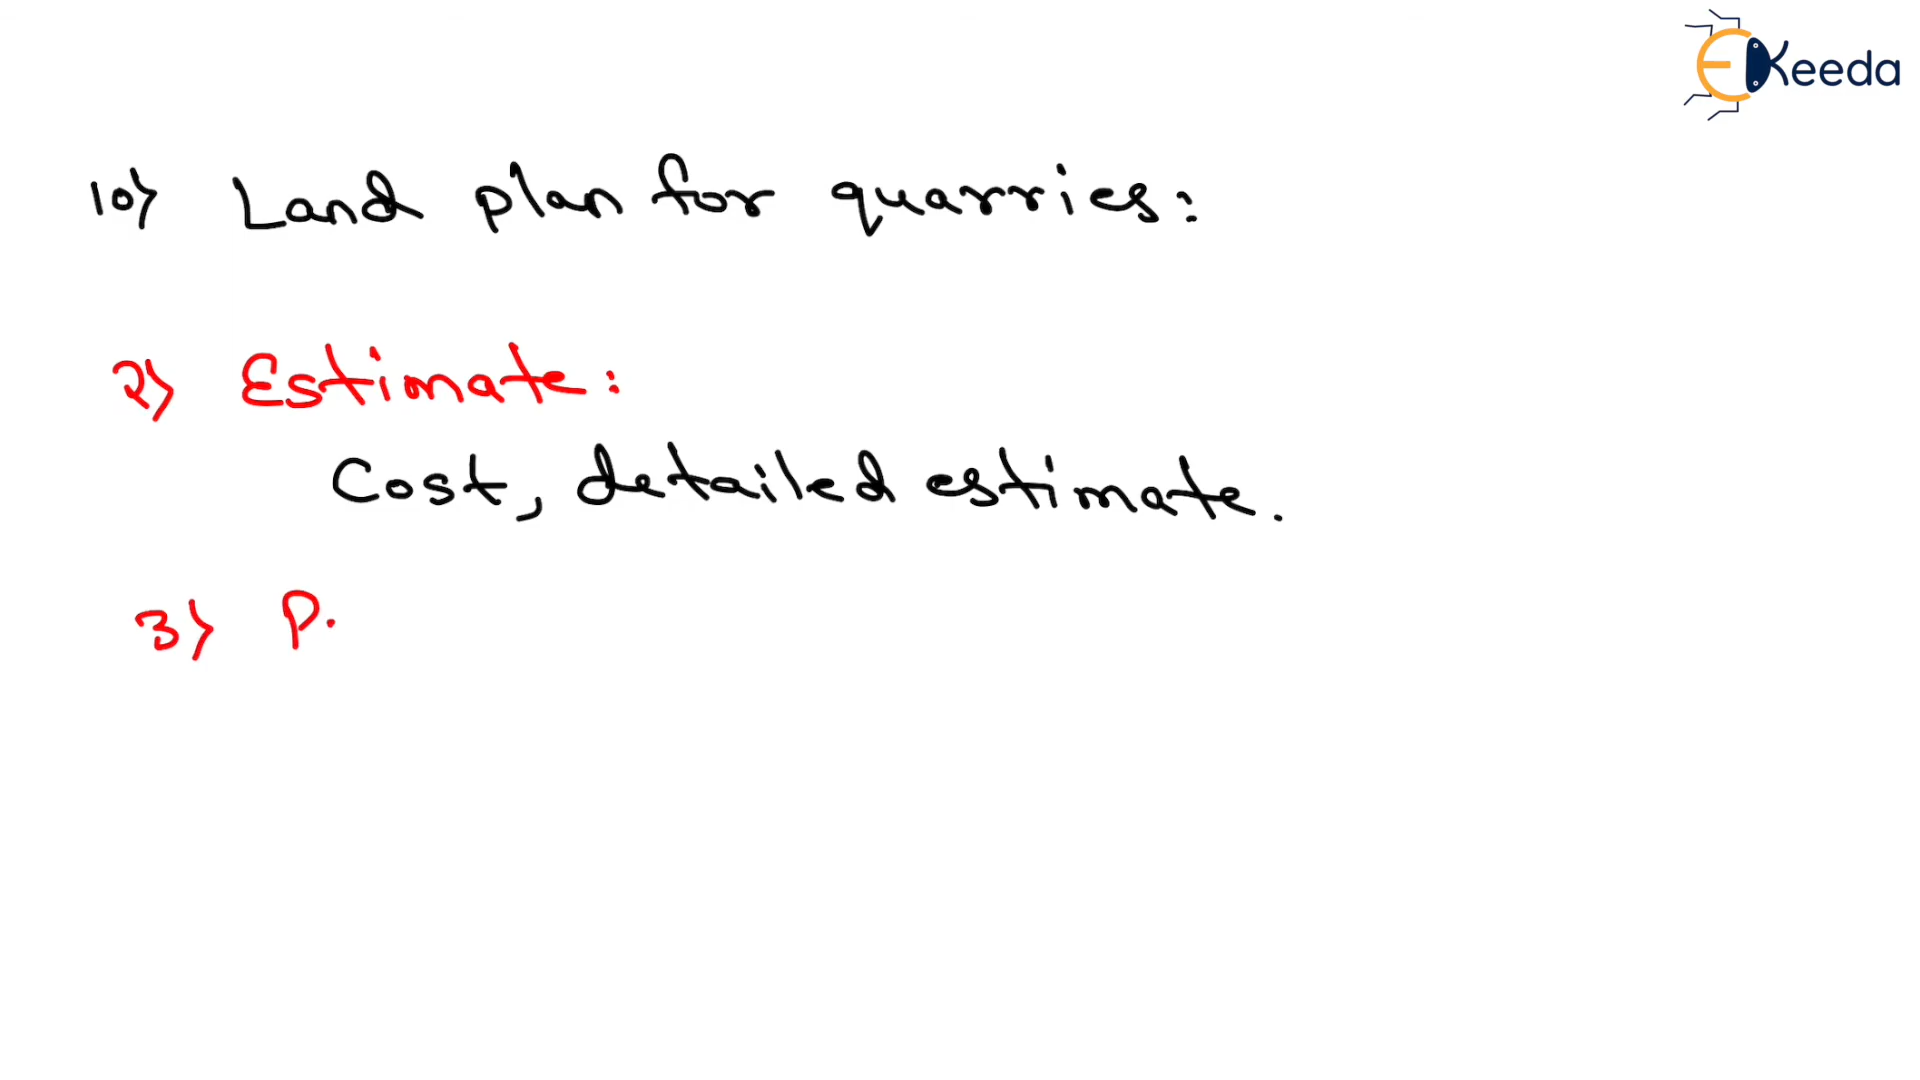 EKeeda
10) Land plan for quarries:
2) Estimate:
Cost, detailed estimate.
3) P.